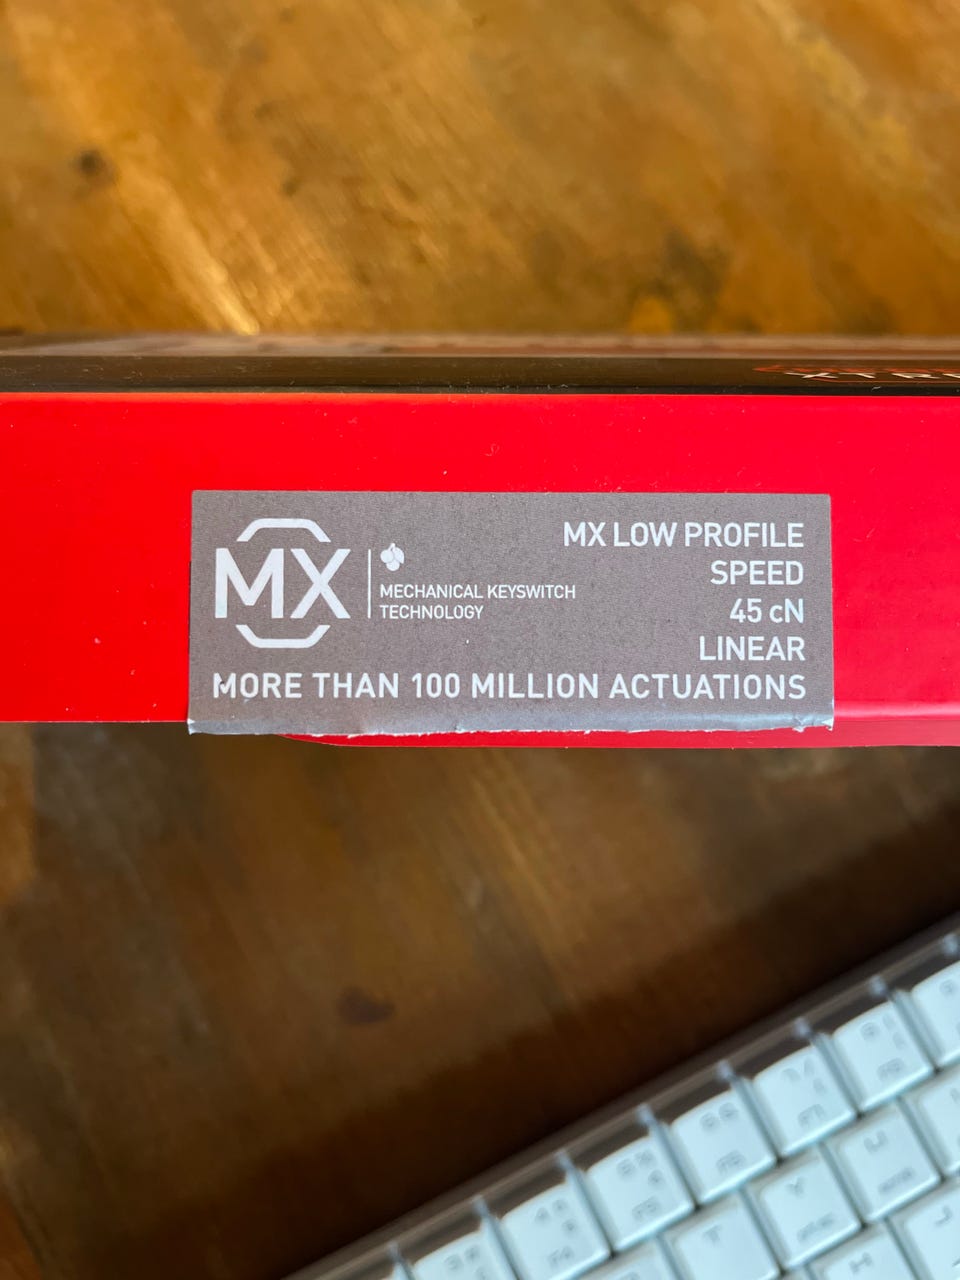 MX
MECHANICAL KEYSWITCH
TECHNOLOGY
MX LOW PROFILE
SPEED
45 cN
LINEAR
MORE THAN 100 MILLION ACTUATIONS
T
Y
U
H
J